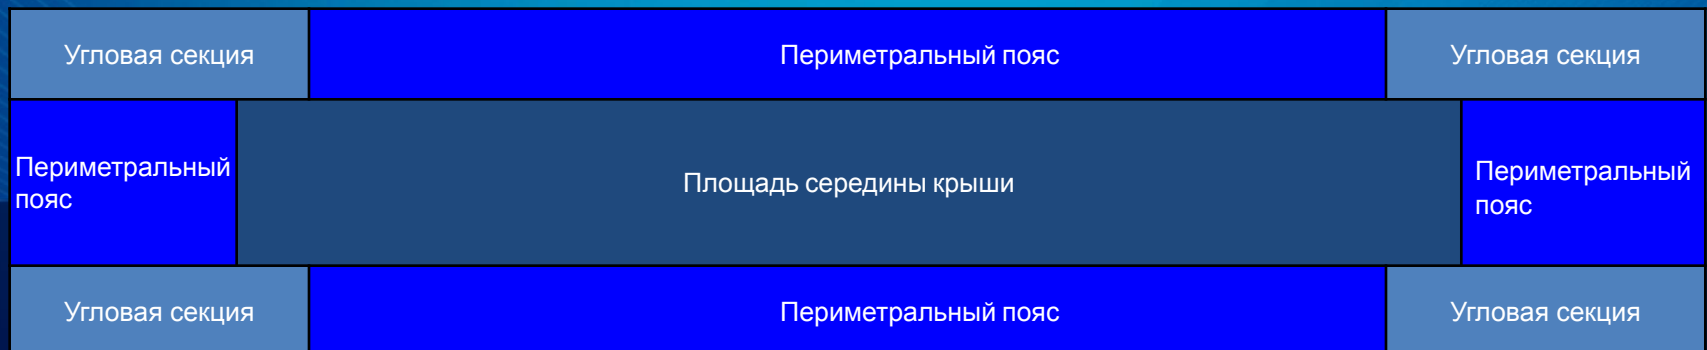 Угловая секция
Периметральный пояс
Угловая секция
Периметральный
пояс
Площадь середины крыши
Периметральный
пояс
Угловая секция
Периметральный пояс
Угловая секция